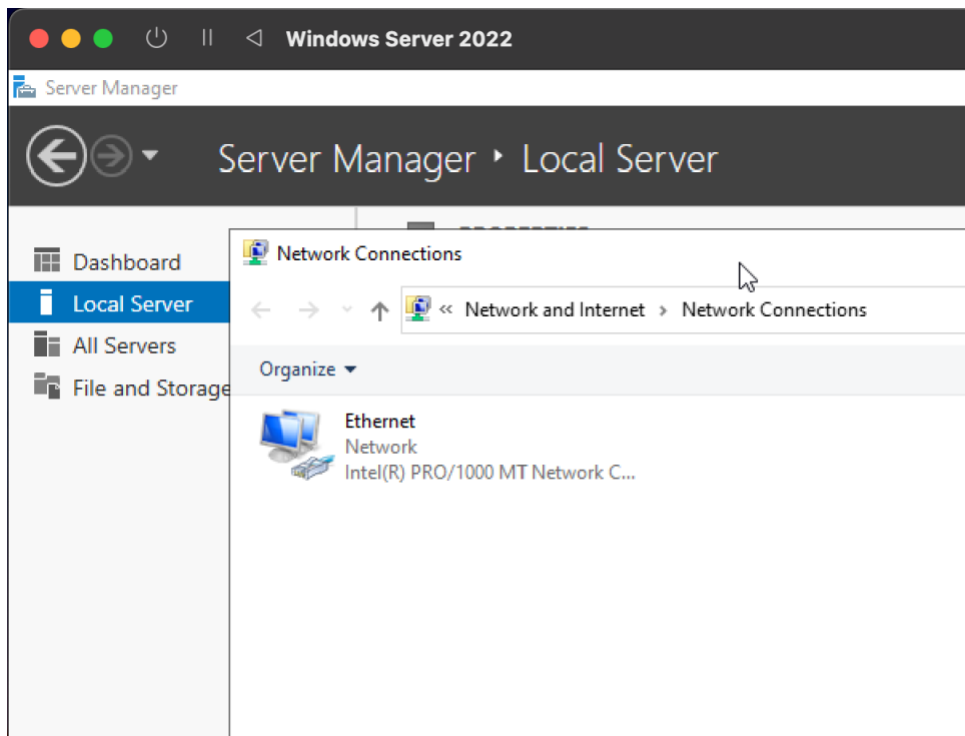 Windows Server 2022
Server Manager
Server Manager ‣ Local Server
Dashboard
Local Server
All Servers
File and Storage
Network Connections
« Network and Internet › Network Connections
Organize
Ethernet
Network
Intel(R) PRO/1000 MT Network C...